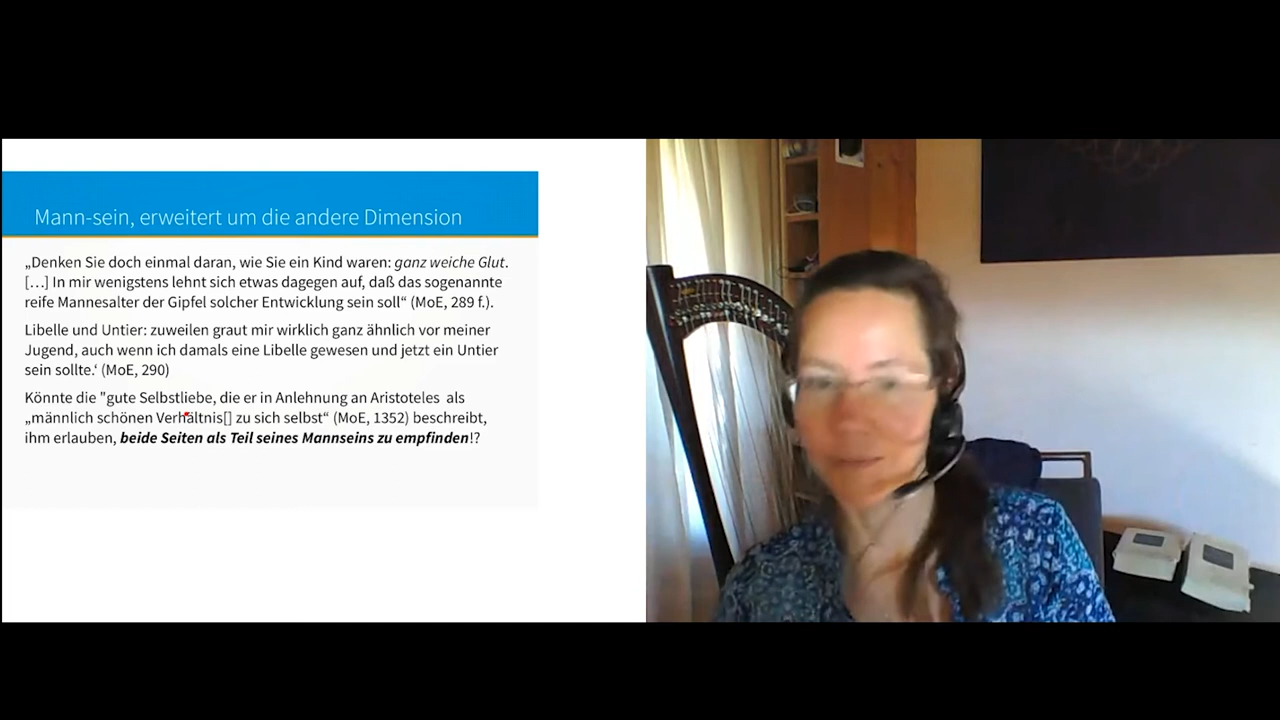 Mann-sein, erweitert um die andere Dimension
„Denken Sie doch einmal daran, wie Sie ein Kind waren: ganz weiche Glut.
[…] In mir wenigstens lehnt sich etwas dagegen auf, daß das sogenannte
reife Mannesalter der Gipfel solcher Entwicklung sein soll“ (MoE, 289 f.).
Libelle und Untier: zuweilen graut mir wirklich ganz ähnlich vor meiner
Jugend, auch wenn ich damals eine Libelle gewesen und jetzt ein Untier
sein sollte.‘ (MoE, 290)
Könnte die "gute Selbstliebe, die er in Anlehnung an Aristoteles als
„männlich schönen Verhältnis[] zu sich selbst“ (MoE, 1352) beschreibt,
ihm erlauben, beide Seiten als Teil seines Mannseins zu empfinden!?